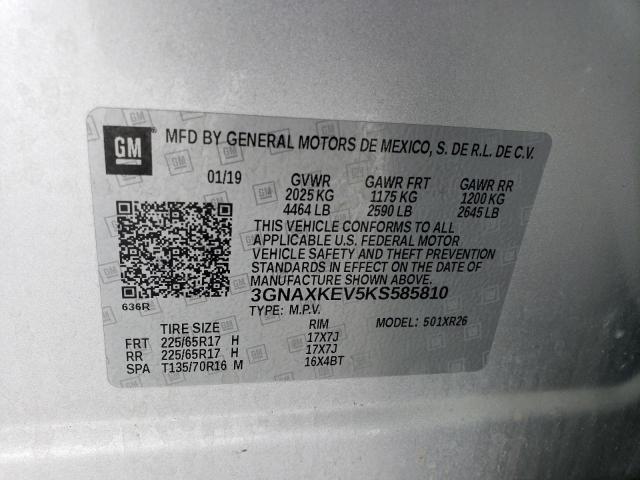 GM MFD BY GENERAL MOTORS DE MEXICO, S. DE R.L. DE C.V.
01/19 GVWR GAWR FRT GAWR RR
2025 KG 1175 KG 1200 KG
4464 LB 2590 LB 2645 LB
THIS VEHICLE CONFORMS TO ALL
APPLICABLE U.S. FEDERAL MOTOR
VEHICLE SAFETY AND THEFT PREVENTION
STANDARDS IN EFFECT ON THE DATE OF
MANUFACTURE SHOWN ABOVE.
3GNAXKEV5KS585810
636R TYPE: M.P.V.
TIRE SIZE RIM MODEL: 501XR26
FRT 225/65R17 H 17X7J
RR 225/65R17 H 17X7J
SPA T135/70R16 M 16X4BT